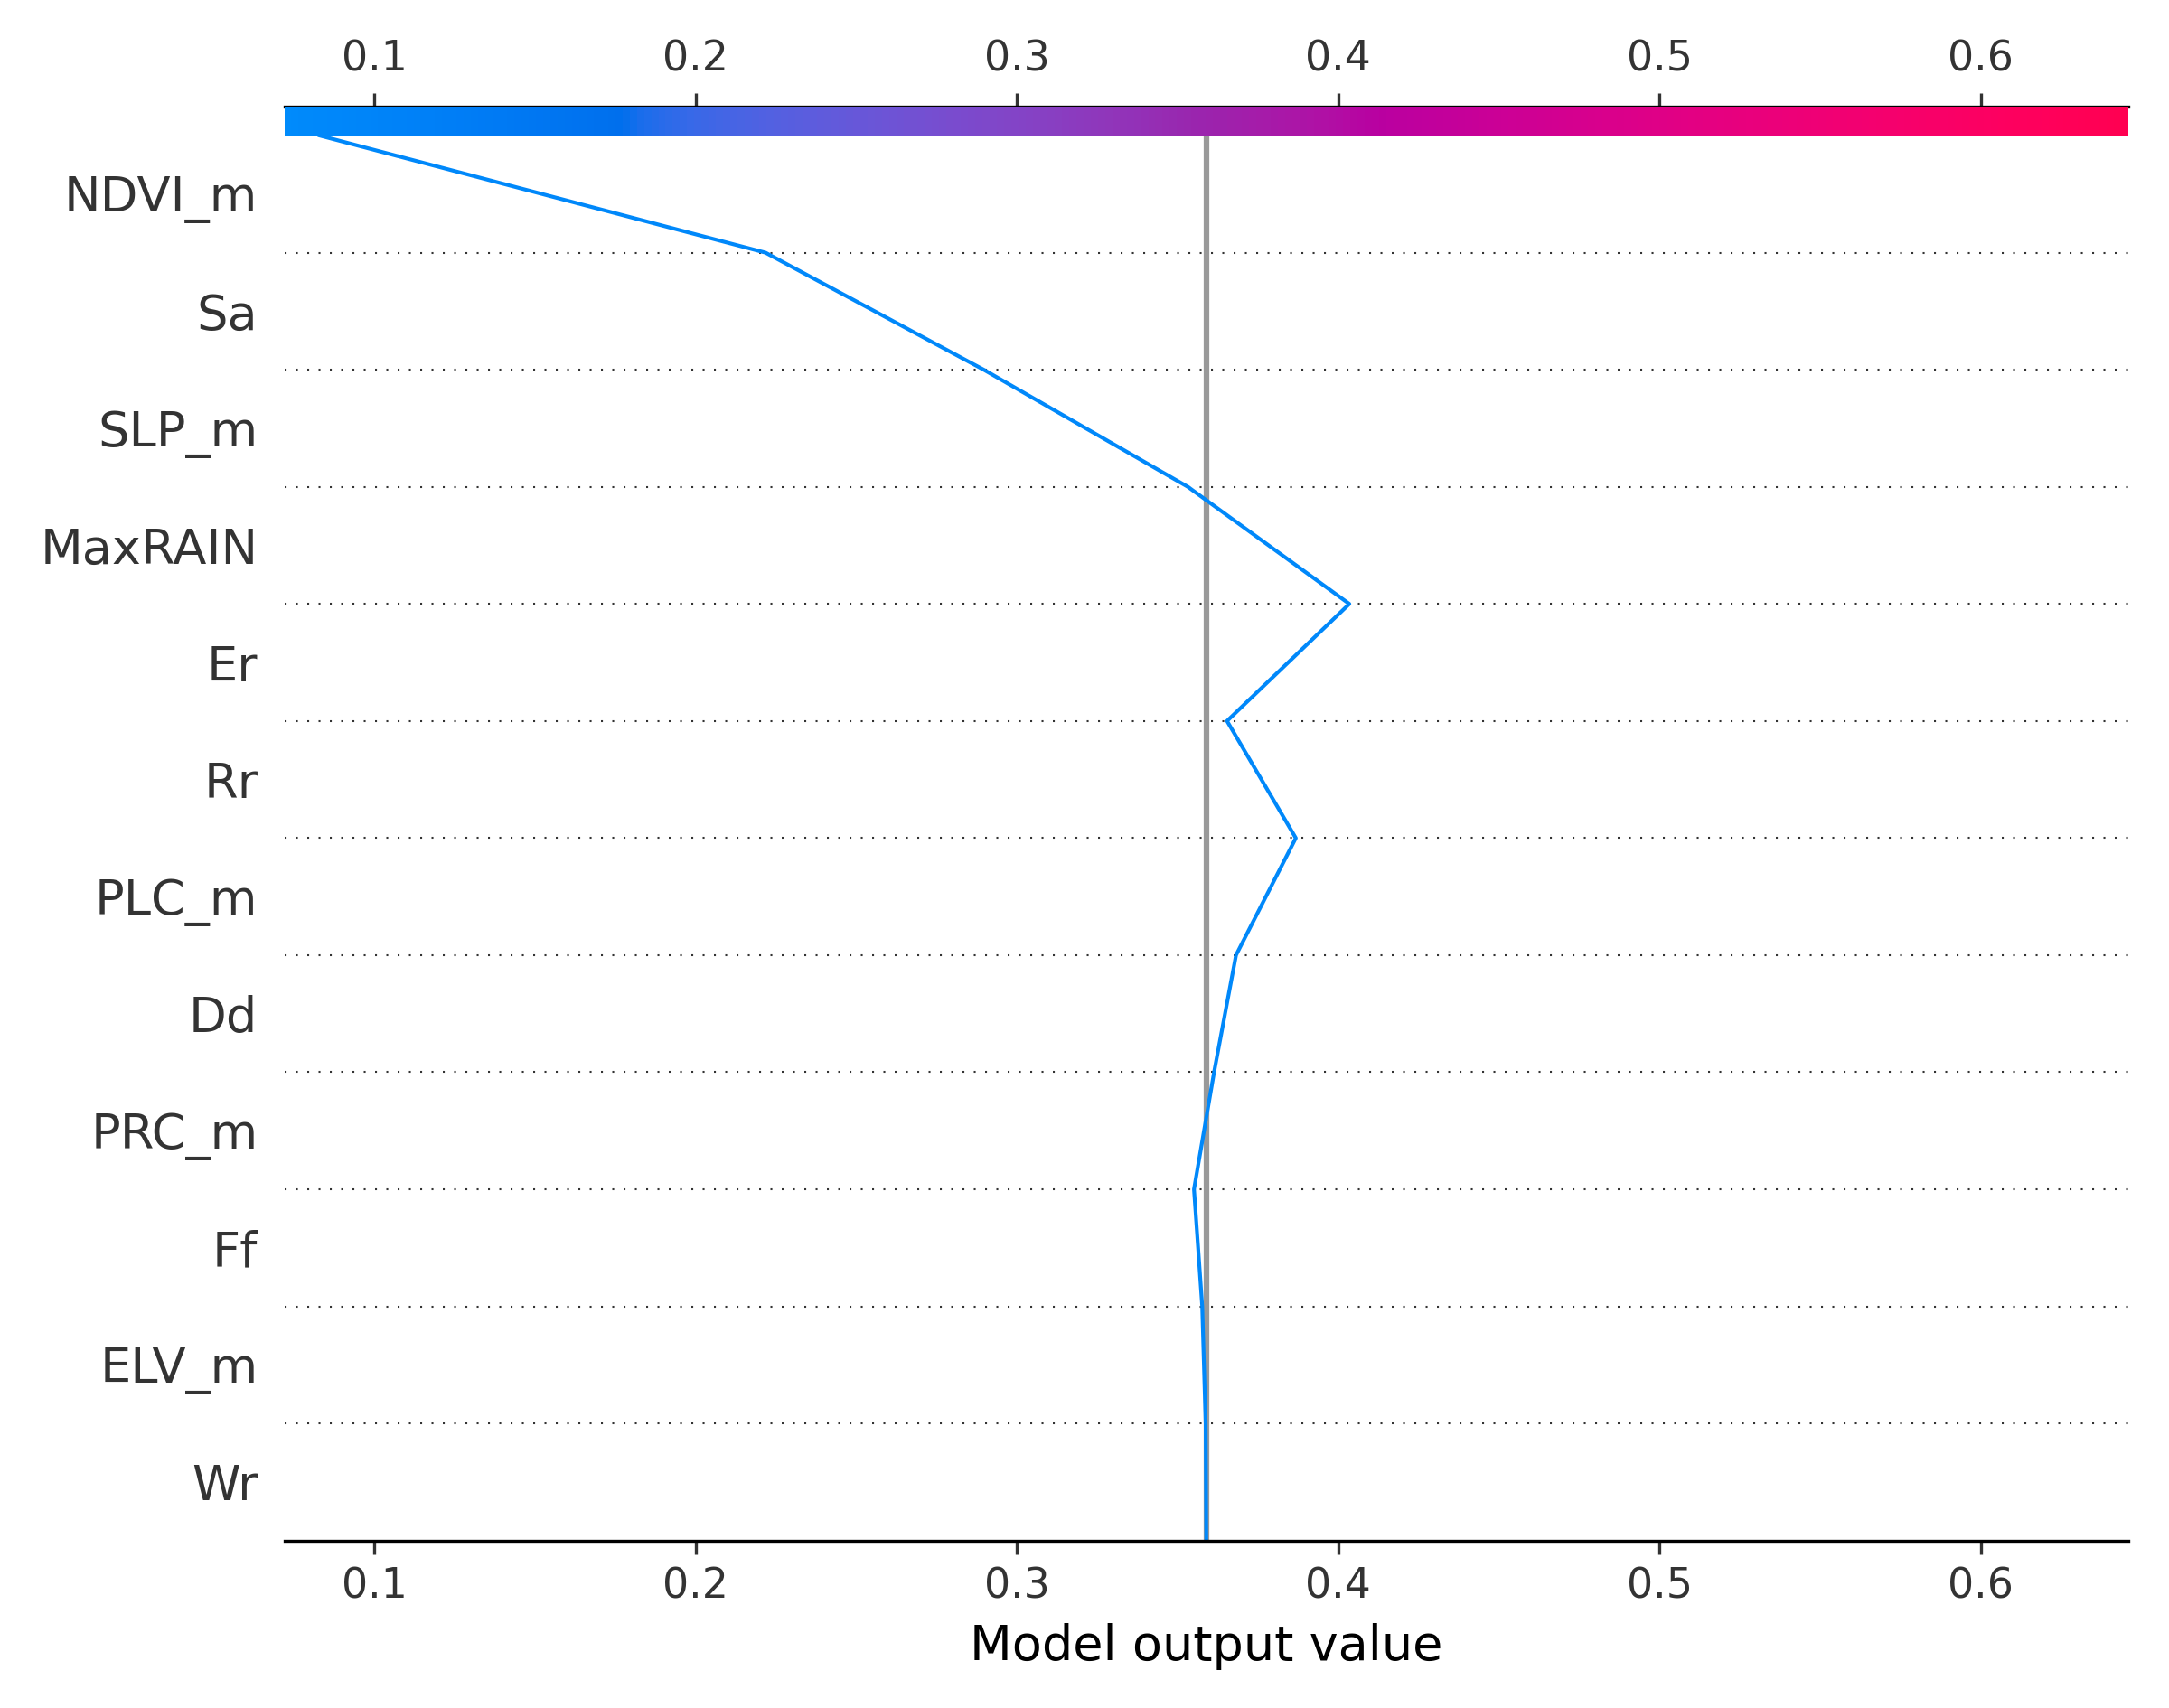 0.1 0.2 0.3 0.4 0.5 0.6
NDVI_m
Sa
SLP_m
MaxRAIN
Er
Rr
PLC_m
Dd
PRC_m
Ff
ELV_m
Wr
0.1 0.2 0.3 0.4 0.5 0.6
Model output value